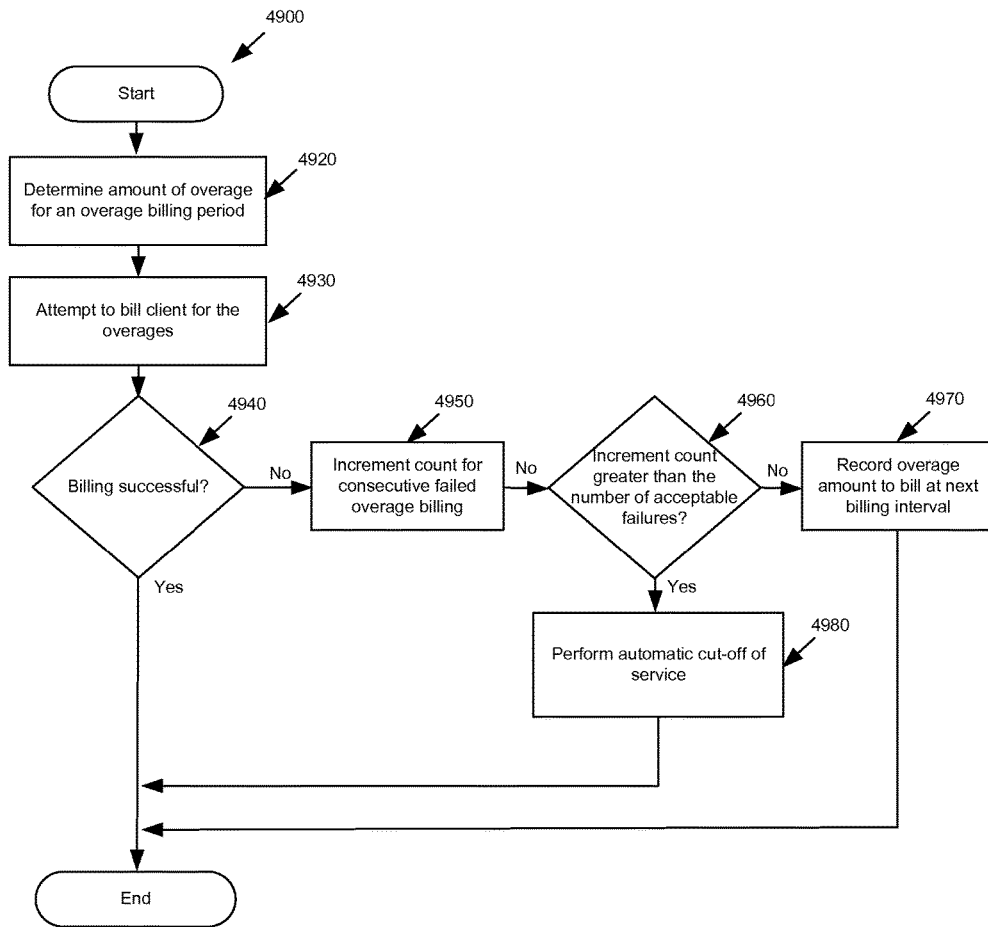 4900
Start
4920
Determine amount of overage
for an overage billing period
4930
Attempt to bill client for the
overages
4940
Billing successful?
No
Yes
4950
Increment count for
consecutive failed
overage billing
No
4960
Increment count
greater than the
number of acceptable
failures?
No
Yes
4970
Record overage
amount to bill at next
billing interval
4980
Perform automatic cut-off of
service
End